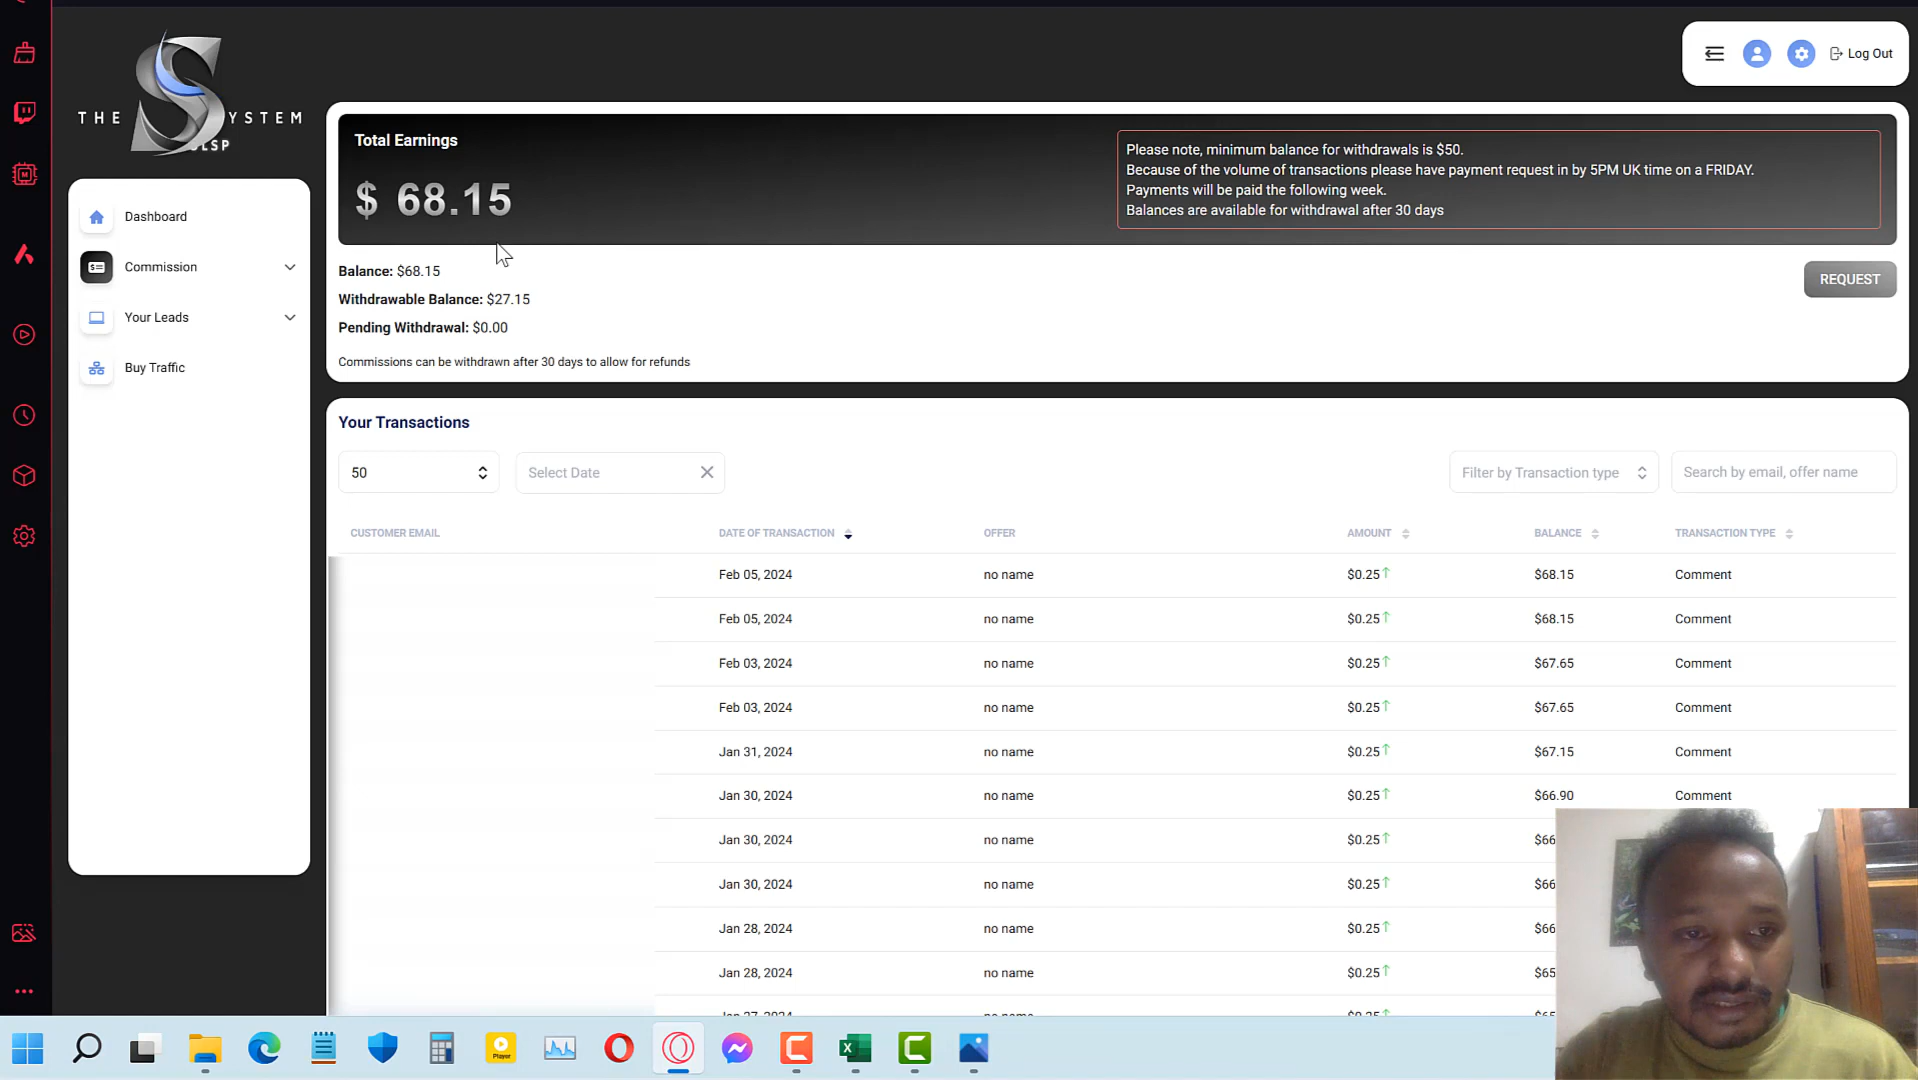 THE SYSTEM
OLSP
Log Out
Dashboard
Commission
Your Leads
Buy Traffic
Total Earnings
$ 68.15
Please note, minimum balance for withdrawals is $50.
Because of the volume of transactions please have payment request in by 5PM UK time on a FRIDAY.
Payments will be paid the following week.
Balances are available for withdrawal after 30 days
Balance: $68.15
REQUEST
Withdrawable Balance: $27.15
Pending Withdrawal: $0.00
Commissions can be withdrawn after 30 days to allow for refunds
Your Transactions
50 Select Date Filter by Transaction type Search by email, offer name
CUSTOMER EMAIL DATE OF TRANSACTION OFFER AMOUNT BALANCE TRANSACTION TYPE
Feb 05, 2024 no name $0.25 $68.15 Comment
Feb 05, 2024 no name $0.25 $68.15 Comment
Feb 03, 2024 no name $0.25 $67.65 Comment
Feb 03, 2024 no name $0.25 $67.65 Comment
Jan 31, 2024 no name $0.25 $67.15 Comment
Jan 30, 2024 no name $0.25 $66.90 Comment
Jan 30, 2024 no name $0.25 $66
Jan 30, 2024 no name $0.25 $66
Jan 28, 2024 no name $0.25 $66
Jan 28, 2024 no name $0.25 $65
Player